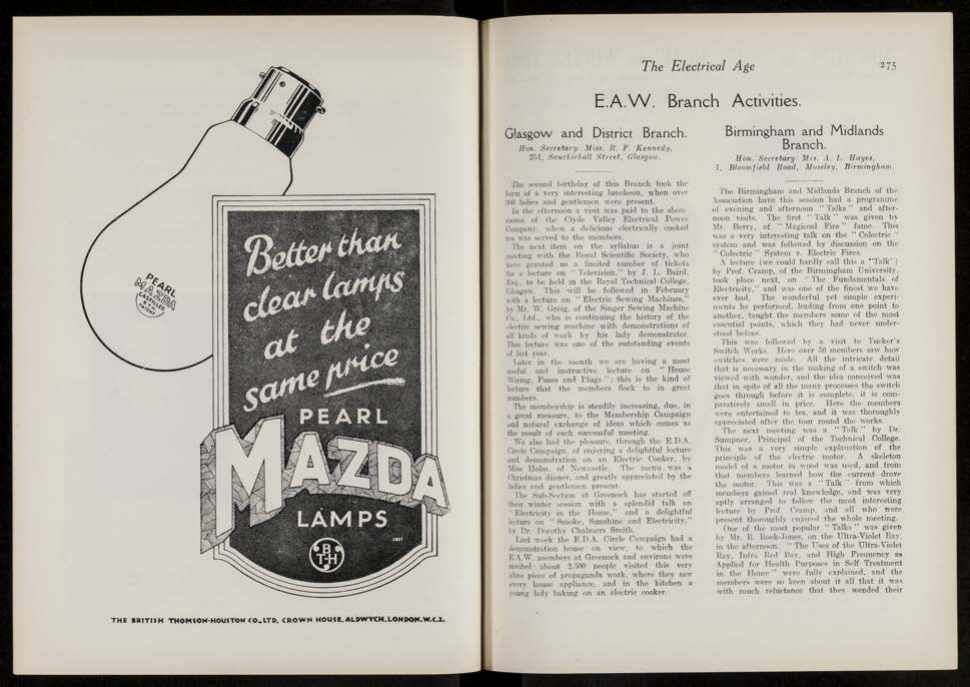 PEARL
MAZDA
GASFILLED
Better than
clear lamps
at the
same price
PEARL
MAZDA
LAMPS
BTH
THE BRITISH THOMSON-HOUSTON CO., LTD, CROWN HOUSE, ALDWYCH, LONDON, W.C.2.
The Electrical Age
275
E.A.W. Branch Activities.
Glasgow and District Branch.
Hon. Secretary: Miss R. F. Kennedy,
251, Sauchiehall Street, Glasgow.
The second birthday of this Branch took the
form of a very interesting luncheon, when over
300 ladies and gentlemen were present.
In the afternoon a visit was paid to the show-
rooms of the Clyde Valley Electrical Power
Company, when a delicious electrically cooked
tea was served to the members.
The next item on the syllabus is a joint
meeting with the Royal Scientific Society, who
have granted us a limited number of tickets
for a lecture on "Television," by J. L. Baird,
Esq., to be held in the Royal Technical College,
Glasgow. This will be followed in February
with a lecture on "Electric Sewing Machines,"
by Mr. W. Greig, of the Singer Sewing Machine
Co., Ltd., who is continuing the history of the
electric sewing machine with demonstrations of
all kinds of work by his lady demonstrator.
This lecture was one of the outstanding events
of last year.
Later in the month we are having a most
useful and instructive lecture on "House
Wiring, Fuses and Plugs"; this is the kind of
lecture that the members flock to in great
numbers.
The membership is steadily increasing, due, in
a great measure, to the Membership Campaign
and natural exchange of ideas which comes as
the result of each successful meeting.
We also had the pleasure, through the E.D.A.
Circle Campaign, of enjoying a delightful lecture
and demonstration on an Electric Cooker, by
Miss Holm, of Newcastle. The menu was a
Christmas dinner, and greatly appreciated by the
ladies and gentlemen present.
The Sub-Section at Greenock has started off
their winter session with a splendid talk on
"Electricity in the Home," and a delightful
lecture on "Smoke, Sunshine and Electricity,"
by Dr. Dorothy Chalmers Smith.
Last week the E.D.A. Circle Campaign had a
demonstration house on view, to which the
E.A.W. members at Greenock and environs were
invited: about 2,500 people visited this very
alive piece of propaganda work, where they saw
every house appliance, and in the kitchen a
young lady baking on an electric cooker.
Birmingham and Midlands
Branch.
Hon. Secretary: Mrs. A. L. Hayes,
1, Bloomfield Road, Moseley, Birmingham.
The Birmingham and Midlands Branch of the
Association have this session had a programme
of evening and afternoon "Talks" and after-
noon visits. The first "Talk" was given by
Mr. Berry, of "Magicoal Fire" fame. This
was a very interesting talk on the "Colectric"
system and was followed by discussion on the
"Colectric" System v. Electric Fires.
A lecture (we could hardly call this a "Talk")
by Prof. Cramp, of the Birmingham University,
took place next, on "The Fundamentals of
Electricity," and was one of the finest we have
ever had. The wonderful yet simple experi-
ments he performed, leading from one point to
another, taught the members some of the most
essential points, which they had never under-
stood before.
This was followed by a visit to Tucker's
Switch Works. Here over 50 members saw how
switches were made. All the intricate detail
that is necessary in the making of a switch was
viewed with wonder, and the idea conceived was
that in spite of all the many processes the switch
goes through before it is complete, it is com-
paratively small in price. Here the members
were entertained to tea, and it was thoroughly
appreciated after the tour round the works.
The next meeting was a "Talk" by Dr.
Sumpner, Principal of the Technical College.
This was a very simple explanation of the
principle of the electric motor. A skeleton
model of a motor in wood was used, and from
that members learned how the current drove
the motor. This was a "Talk" from which
members gained real knowledge, and was very
aptly arranged to follow the most interesting
lecture by Prof. Cramp, and all who were
present thoroughly enjoyed the whole meeting.
One of the most popular "Talks" was given
by Mr. R. Rook-Jones, on the Ultra-Violet Ray,
in the afternoon. "The Uses of the Ultra-Violet
Ray, Infra Red Ray, and High Frequency as
Applied for Health Purposes in Self Treatment
in the Home" were fully explained, and the
members were so keen about it all that it was
with much reluctance that they wended their